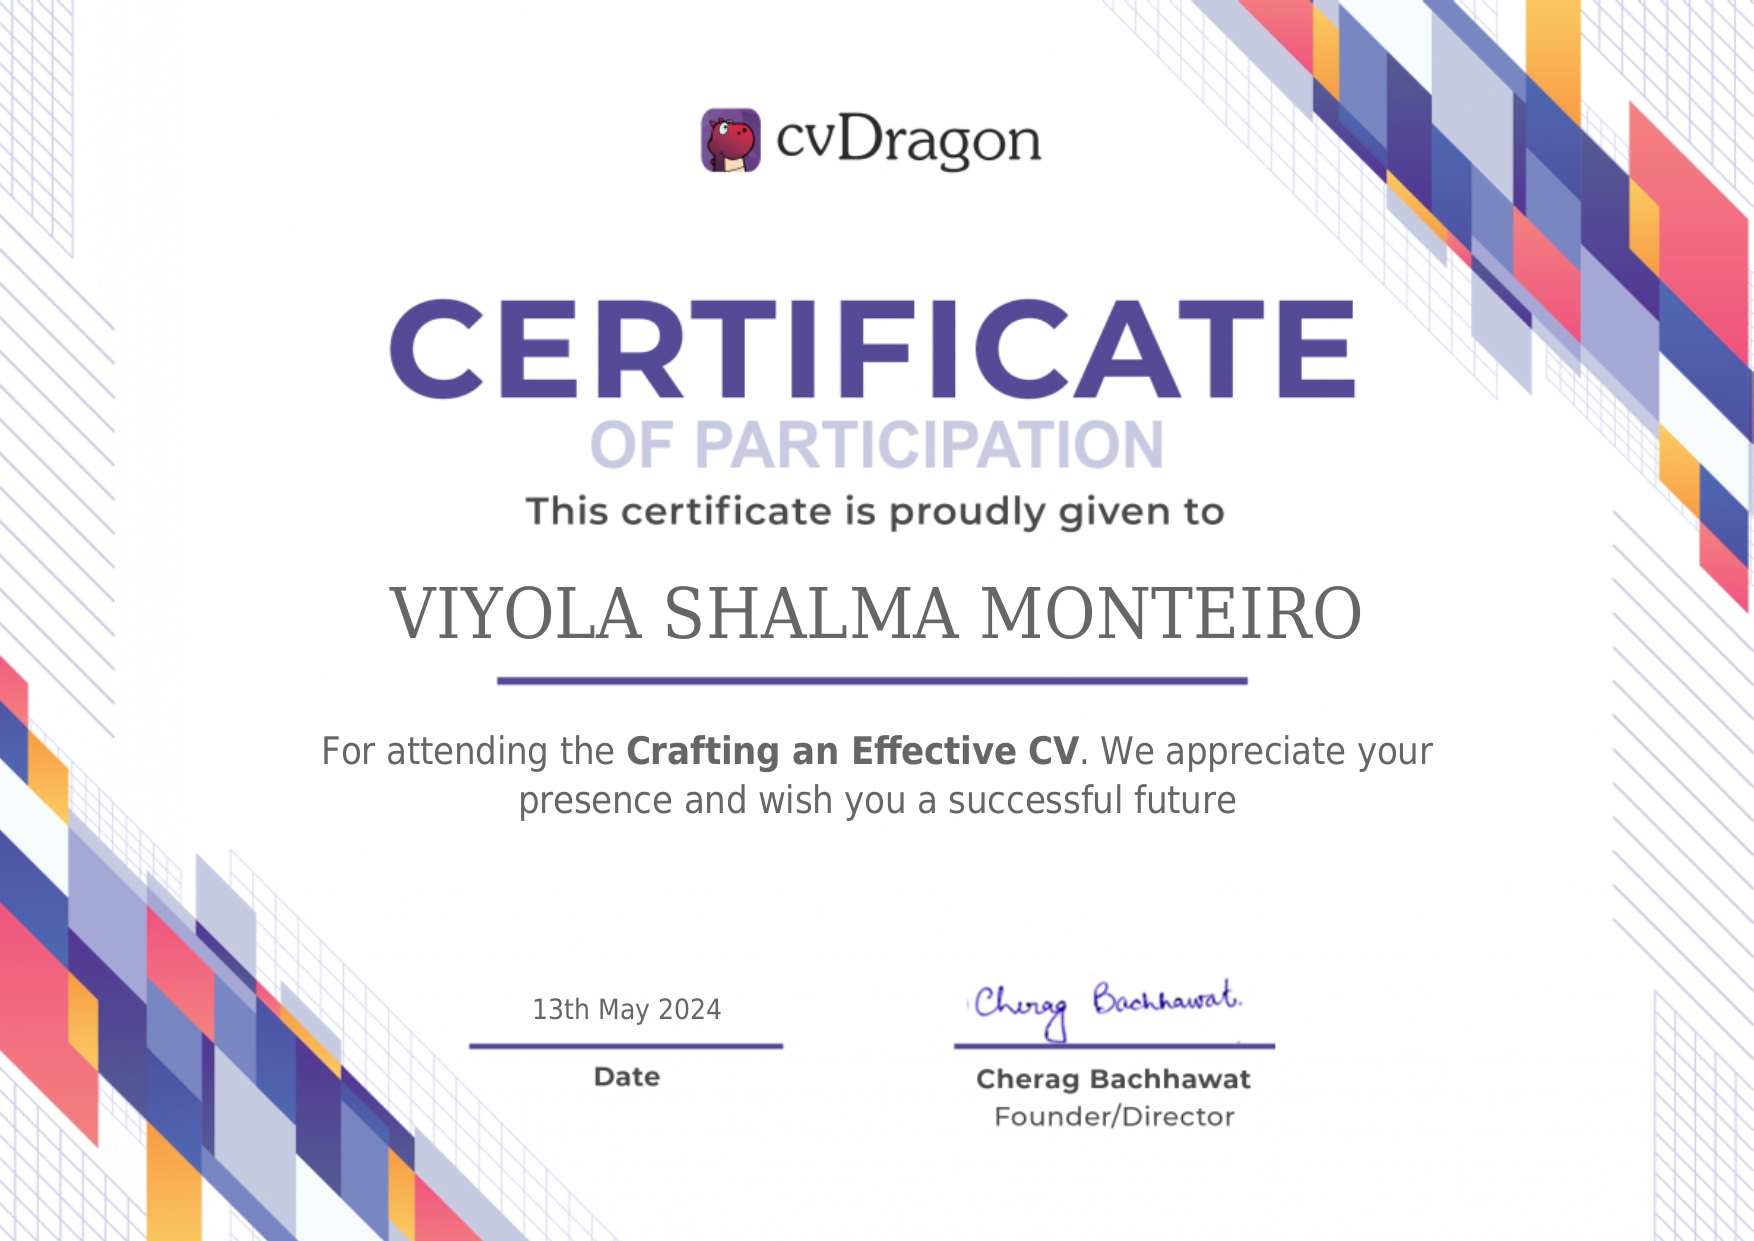 cvDragon
CERTIFICATE
OF PARTICIPATION
This certificate is proudly given to
VIYOLA SHALMA MONTEIRO
For attending the Crafting an Effective CV. We appreciate your
presence and wish you a successful future
13th May 2024
Cherag Bachhawat.
Date
Cherag Bachhawat
Founder/Director